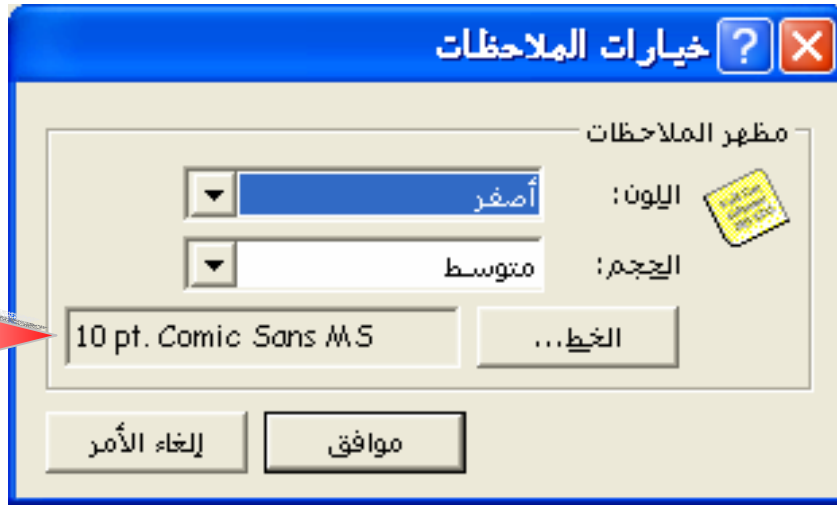 خيارات الملاحظات
مظهر الملاحظات
اللون: أصفر
الحجم: متوسط
الخط... 10 pt. Comic Sans MS
موافق إلغاء الأمر